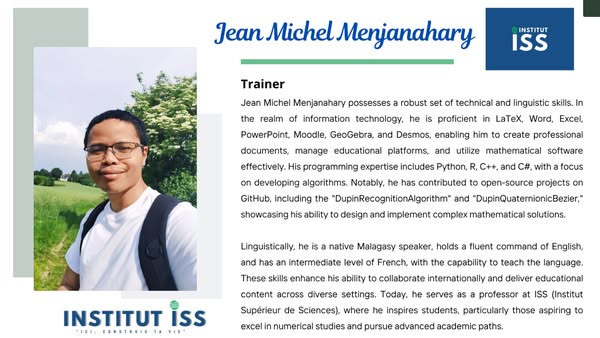 Jean Michel Menjanahary
INSTITUT
ISS
Trainer
Jean Michel Menjanahary possesses a robust set of technical and linguistic skills. In
the realm of information technology, he is proficient in LaTeX, Word, Excel,
PowerPoint, Moodle, GeoGebra, and Desmos, enabling him to create professional
documents, manage educational platforms, and utilize mathematical software
effectively. His programming expertise includes Python, R, C++, and C#, with a focus
on developing algorithms. Notably, he has contributed to open-source projects on
GitHub, including the "DupinRecognitionAlgorithm" and "DupinQuaternionicBezier,"
showcasing his ability to design and implement complex mathematical solutions.
Linguistically, he is a native Malagasy speaker, holds a fluent command of English,
and has an intermediate level of French, with the capability to teach the language.
These skills enhance his ability to collaborate internationally and deliver educational
content across diverse settings. Today, he serves as a professor at ISS (Institut
Supérieur de Sciences), where he inspires students, particularly those aspiring to
excel in numerical studies and pursue advanced academic paths.
INSTITUT ISS
"ICI, CONSTRUIS TA VIE"